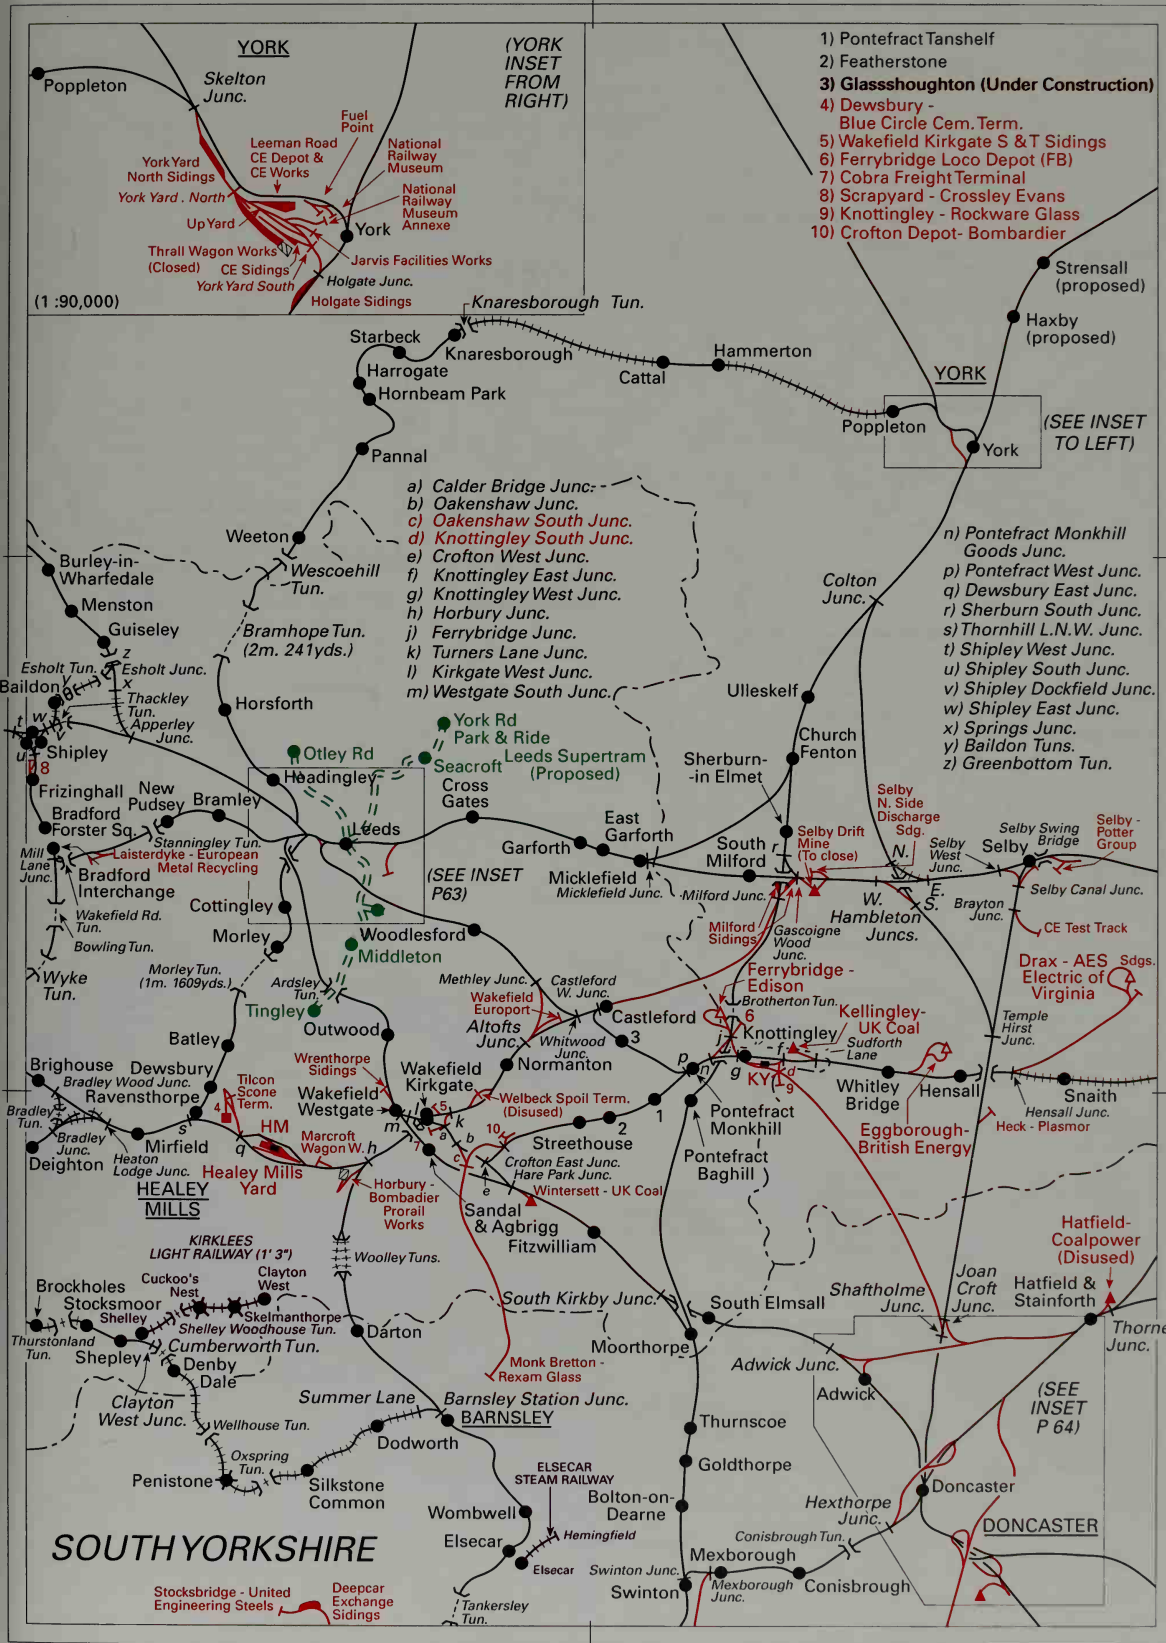 YORK
(YORK
INSET
FROM
RIGHT)
Poppleton
Skelton
Junc.
Fuel
Point
Leeman Road
CE Depot &
CE Works
National
Railway
Museum
York Yard
North Sidings
York Yard . North
National
Railway
Museum
Annexe
Up Yard
York
Thrall Wagon Works
(Closed)
CE Sidings
York Yard South
Jarvis Facilities Works
Holgate Junc.
Holgate Sidings
(1 :90,000)
1) Pontefract Tanshelf
2) Featherstone
3) Glassshoughton (Under Construction)
4) Dewsbury -
Blue Circle Cem. Term.
5) Wakefield Kirkgate S & T Sidings
6) Ferrybridge Loco Depot (FB)
7) Cobra Freight Terminal
8) Scrapyard - Crossley Evans
9) Knottingley - Rockware Glass
10) Crofton Depot- Bombardier
Strensall
(proposed)
Haxby
(proposed)
Knaresborough Tun.
Starbeck
Knaresborough
Harrogate
Hornbeam Park
Cattal
Hammerton
YORK
Poppleton
York
(SEE INSET
TO LEFT)
Pannal
Weeton
Wescoehill
Tun.
a) Calder Bridge Junc.
b) Oakenshaw Junc.
c) Oakenshaw South Junc.
d) Knottingley South Junc.
e) Crofton West Junc.
f) Knottingley East Junc.
g) Knottingley West Junc.
h) Horbury Junc.
j) Ferrybridge Junc.
k) Turners Lane Junc.
l) Kirkgate West Junc.
m) Westgate South Junc.
n) Pontefract Monkhill
Goods Junc.
p) Pontefract West Junc.
q) Dewsbury East Junc.
r) Sherburn South Junc.
s) Thornhill L.N.W. Junc.
t) Shipley West Junc.
u) Shipley South Junc.
v) Shipley Dockfield Junc.
w) Shipley East Junc.
x) Springs Junc.
y) Baildon Tuns.
z) Greenbottom Tun.
Colton
Junc.
Burley-in-
Wharfedale
Menston
Guiseley
Bramhope Tun.
(2m. 241yds.)
z
Esholt Tun.
Esholt Junc.
y
x
Baildon
Thackley
Tun.
Apperley
Junc.
Horsforth
t
w
v
u
Shipley
8
Frizinghall
York Rd
Park & Ride
Otley Rd
Seacroft
Leeds Supertram
(Proposed)
Headingley
Ulleskelf
Church
Fenton
Sherburn-
-in Elmet
New
Pudsey
Bramley
Bradford
Forster Sq.
Stanningley Tun.
Mill
Lane
Junc.
Laisterdyke - European
Metal Recycling
Bradford
Interchange
Wakefield Rd.
Tun.
Bowling Tun.
Wyke
Tun.
Leeds
Cross
Gates
Garforth
East
Garforth
Micklefield
Micklefield Junc.
(SEE INSET
P63)
South
Milford
r
Selby Drift
Mine
(To close)
Selby
N. Side
Discharge
Sdg.
N.
Selby
West
Junc.
Selby Swing
Bridge
Selby
Selby -
Potter
Group
Milford Junc.
Selby Canal Junc.
Brayton
Junc.
E.
S.
W.
Hambleton
Juncs.
CE Test Track
Milford
Sidings
Gascoigne
Wood
Junc.
Cottingley
Morley
Woodlesford
Middleton
Morley Tun.
(1m. 1609yds.)
Ardsley
Tun.
Tingley
Outwood
Methley Junc.
Castleford
W. Junc.
Wakefield
Europort
Altofts
Junc.
Castleford
Whitwood
Junc.
3
Normanton
Ferrybridge -
Edison
Brotherton Tun.
6
Kellingley-
UK Coal
Knottingley
Sudforth
Lane
j
f
p
n
g
KY
d
9
Drax - AES
Electric of
Virginia
Sdgs.
Temple
Hirst
Junc.
Whitley
Bridge
Hensall
Snaith
Hensall Junc.
Heck - Plasmor
Eggborough-
British Energy
Batley
Dewsbury
Brighouse
Bradley Wood Junc.
Ravensthorpe
Bradley
Tun.
Bradley
Junc.
Deighton
Mirfield
Heaton
Lodge Junc.
s
4
Tilcon
Scone
Term.
q
HM
Healey Mills
Yard
HEALEY
MILLS
Marcroft
Wagon W.
h
Horbury -
Bombadier
Prorail
Works
Wrenthorpe
Sidings
Wakefield
Westgate
Wakefield
Kirkgate
m
l
5
k
a
b
7
c
10
e
Welbeck Spoil Term.
(Disused)
Streethouse
2
1
Crofton East Junc.
Hare Park Junc.
Wintersett - UK Coal
Sandal
& Agbrigg
Fitzwilliam
Pontefract
Monkhill
Pontefract
Baghill
Woolley Tuns.
KIRKLEES
LIGHT RAILWAY (1' 3")
Cuckoo's
Nest
Clayton
West
Skelmanthorpe
Shelley
Shelley Woodhouse Tun.
Brockholes
Stocksmoor
Thurstonland
Tun.
Shepley
Cumberworth Tun.
Denby
Dale
Clayton
West Junc.
Wellhouse Tun.
Penistone
Oxspring
Tun.
Silkstone
Common
Dodworth
Summer Lane
Darton
Barnsley Station Junc.
BARNSLEY
Monk Bretton -
Rexam Glass
South Kirkby Junc.
South Elmsall
Moorthorpe
Thurnscoe
Goldthorpe
Bolton-on-
Dearne
Shaftholme
Junc.
Joan
Croft
Junc.
Hatfield-
Coalpower
(Disused)
Hatfield &
Stainforth
Thorne
Junc.
Adwick Junc.
Adwick
(SEE
INSET
P 64)
Hexthorpe
Junc.
Doncaster
DONCASTER
Conisbrough Tun.
Conisbrough
Mexborough
Mexborough
Junc.
Swinton Junc.
Swinton
ELSECAR
STEAM RAILWAY
Hemingfield
Elsecar
Wombwell
Elsecar
Tankersley
Tun.
SOUTH YORKSHIRE
Stocksbridge - United
Engineering Steels
Deepcar
Exchange
Sidings